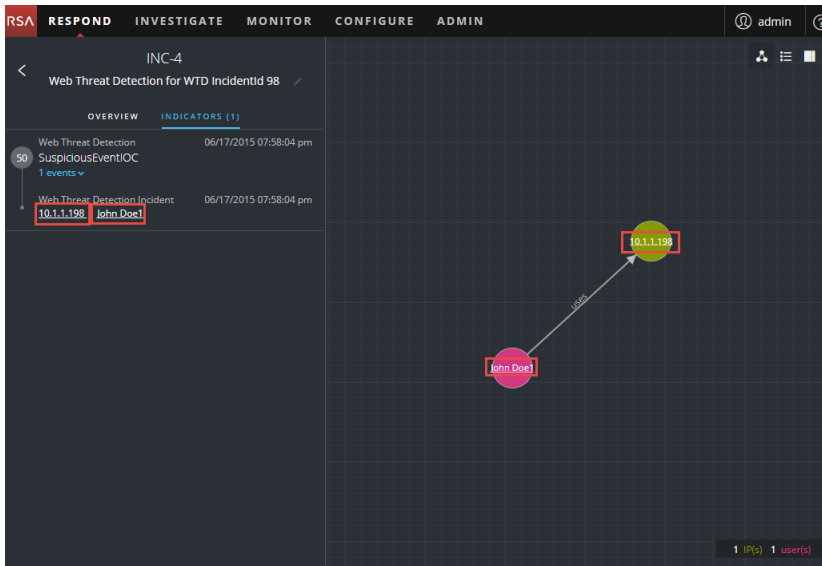 RSA RESPOND INVESTIGATE MONITOR CONFIGURE ADMIN admin ?
INC-4
Web Threat Detection for WTD IncidentId 98
OVERVIEW INDICATORS (1)
Web Threat Detection 06/17/2015 07:58:04 pm
50 SuspiciousEventIOC
1 events
Web Threat Detection Incident 06/17/2015 07:58:04 pm
10.1.1.198 John Doe1
10.1.1.198
uses
John Doe1
1 IP(s) 1 user(s)